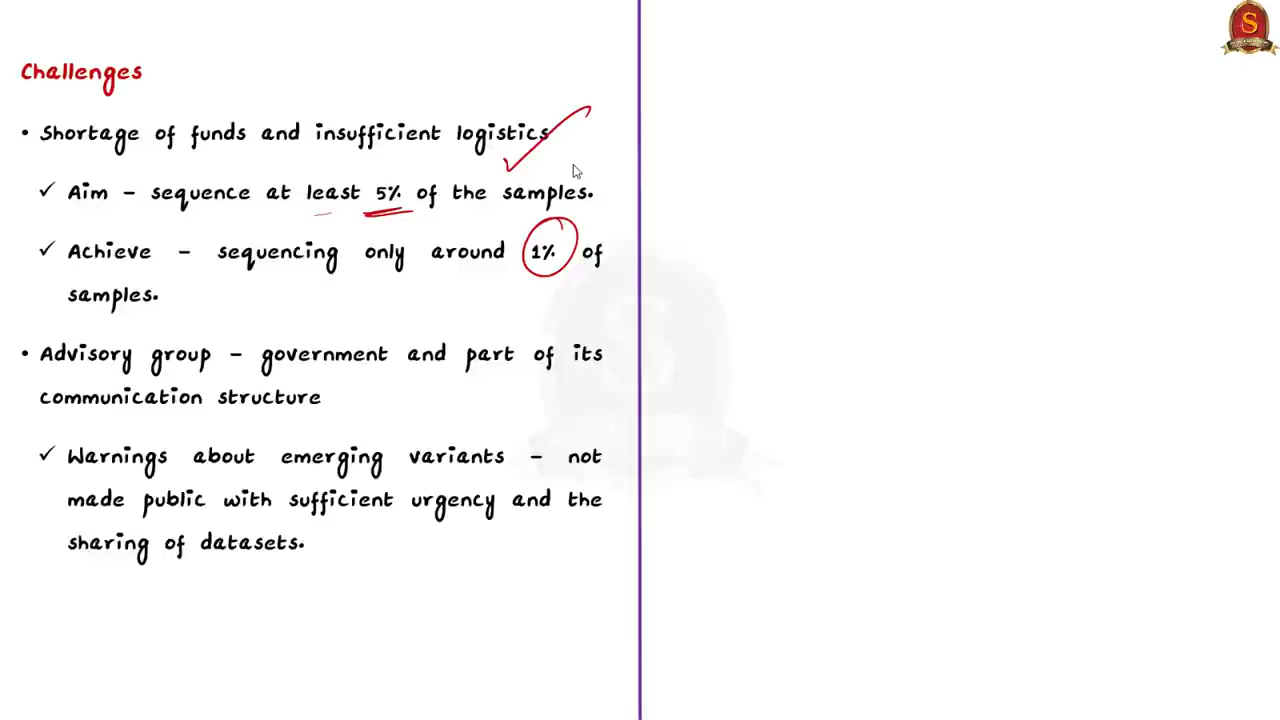 Challenges
• Shortage of funds and insufficient logistics
✓ Aim – sequence at least 5% of the samples.
✓ Achieve – sequencing only around 1% of
samples.
• Advisory group – government and part of its
communication structure
✓ Warnings about emerging variants – not
made public with sufficient urgency and the
sharing of datasets.
S